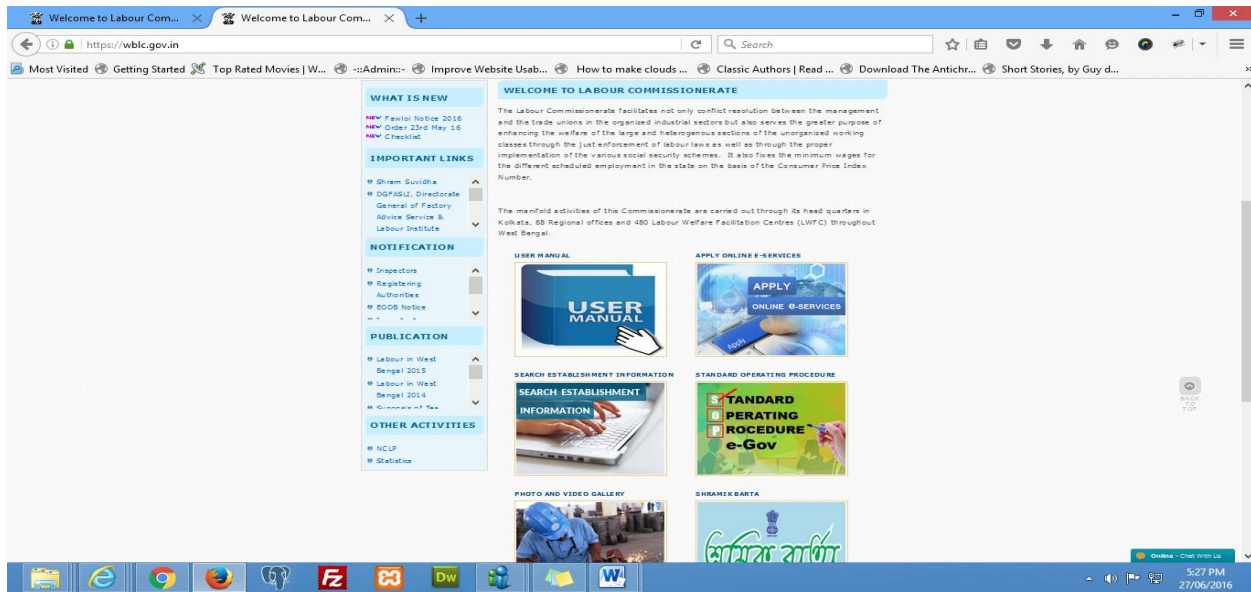 Welcome to Labour Com...
Welcome to Labour Com...
https://wblc.gov.in
Search
Most Visited
Getting Started
Top Rated Movies | W...
-::Admin::-
Improve Website Usab...
How to make clouds ...
Classic Authors | Read ...
Download The Antichr...
Short Stories, by Guy d...
WHAT IS NEW
NEW Fawloi Notice 2016
NEW Order 23rd May 16
NEW Checklist
IMPORTANT LINKS
Shram Suvidha
DGFASLI, Directorate
General of Factory
Advice Service &
Labour Institute
NOTIFICATION
Inspectors
Registering
Authorities
EODB Notice
PUBLICATION
Labour in West
Bengal 2015
Labour in West
Bengal 2014
Synopsis of Tea
OTHER ACTIVITIES
NCLP
Statistics
WELCOME TO LABOUR COMMISSIONERATE
The Labour Commissionerate facilitates not only conflict resolution between the management
and the trade unions in the organized industrial sectors but also serves the greater purpose of
enhancing the welfare of the large and heterogenous sections of the unorganized working
classes through the just enforcement of labour laws as well as through the proper
implementation of the various social security schemes. It also fixes the minimum wages for
the different scheduled employment in the state on the basis of the Consumer Price Index
Number.
The manifold activities of this Commissionerate are carried out through its head quarters in
Kolkata, 68 Regional offices and 480 Labour Welfare Facilitation Centres (LWFC) throughout
West Bengal.
USER MANUAL
USER
MANUAL
APPLY ONLINE E-SERVICES
APPLY
ONLINE e-SERVICES
Apply
SEARCH ESTABLISHMENT INFORMATION
SEARCH ESTABLISHMENT
INFORMATION
STANDARD OPERATING PROCEDURE
STANDARD
OPERATING
PROCEDURE
e-Gov
PHOTO AND VIDEO GALLERY
SHRAMIK BARTA
শ্রমিক বার্তা
BACK
TO
TOP
Online - Chat With Us
Fz
Dw
W
5:27 PM
27/06/2016